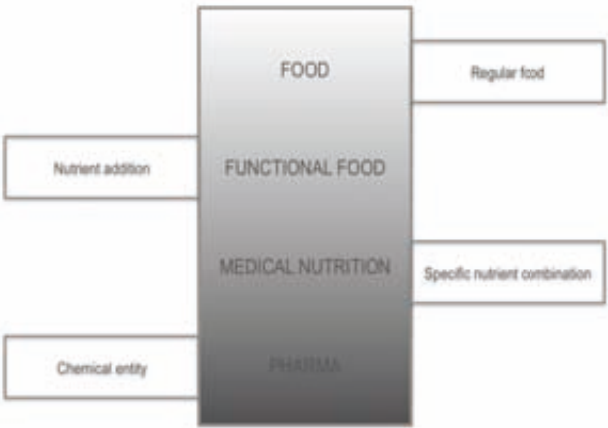 FOOD
Regular food
Nutrient addition
FUNCTIONAL FOOD
MEDICAL NUTRITION
Specific nutrient combination
Chemical entity
PHARMA